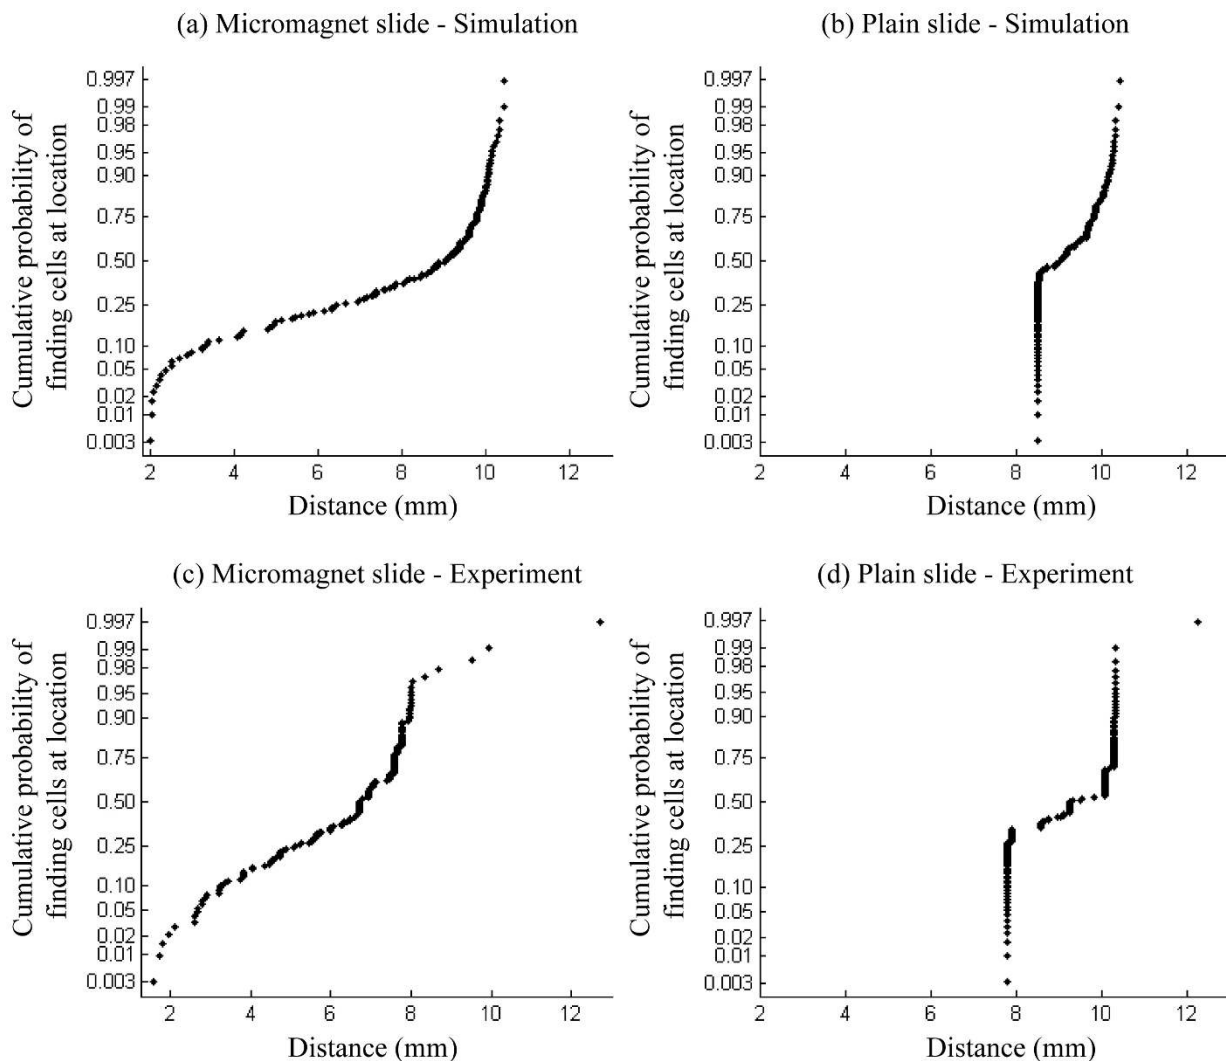 (a) Micromagnet slide - Simulation
Cumulative probability of
finding cells at location
0.997
0.99
0.98
0.95
0.90
0.75
0.50
0.25
0.10
0.05
0.02
0.01
0.003
2 4 6 8 10 12
Distance (mm)
(b) Plain slide - Simulation
Cumulative probability of
finding cells at location
0.997
0.99
0.98
0.95
0.90
0.75
0.50
0.25
0.10
0.05
0.02
0.01
0.003
2 4 6 8 10 12
Distance (mm)
(c) Micromagnet slide - Experiment
Cumulative probability of
finding cells at location
0.997
0.99
0.98
0.95
0.90
0.75
0.50
0.25
0.10
0.05
0.02
0.01
0.003
2 4 6 8 10 12
Distance (mm)
(d) Plain slide - Experiment
Cumulative probability of
finding cells at location
0.997
0.99
0.98
0.95
0.90
0.75
0.50
0.25
0.10
0.05
0.02
0.01
0.003
2 4 6 8 10 12
Distance (mm)